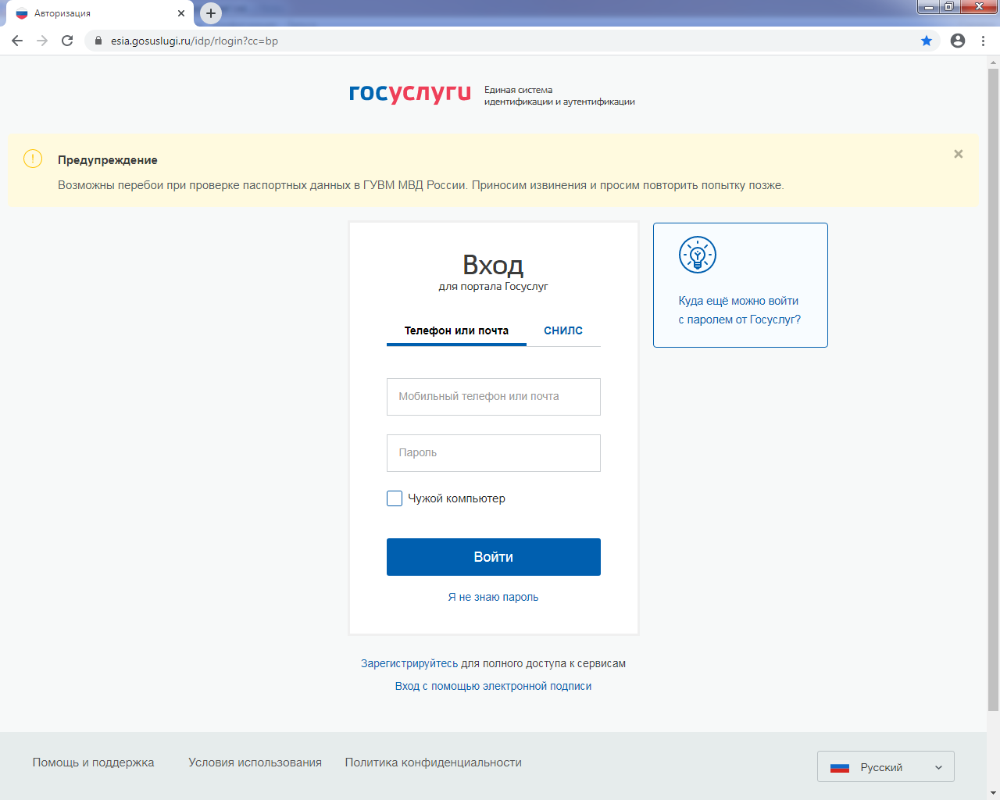 Авторизация
esia.gosuslugi.ru/idp/rlogin?cc=bp
госуслуги
Единая система
идентификации и аутентификации
Предупреждение
Возможны перебои при проверке паспортных данных в ГУВМ МВД России. Приносим извинения и просим повторить попытку позже.
Вход
для портала Госуслуг
Телефон или почта СНИЛС
Мобильный телефон или почта
Пароль
Чужой компьютер
Войти
Я не знаю пароль
Куда ещё можно войти
с паролем от Госуслуг?
Зарегистрируйтесь для полного доступа к сервисам
Вход с помощью электронной подписи
Помощь и поддержка Условия использования Политика конфиденциальности
Русский